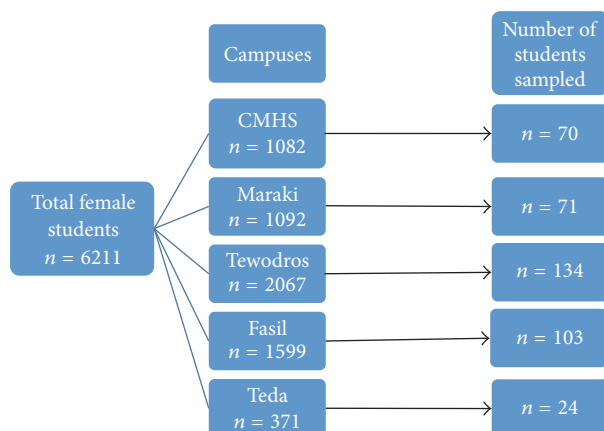 Campuses
Number of
students
sampled
CMHS
n = 1082
n = 70
Maraki
n = 1092
n = 71
Total female
students
n = 6211
Tewodros
n = 2067
n = 134
Fasil
n = 1599
n = 103
Teda
n = 371
n = 24